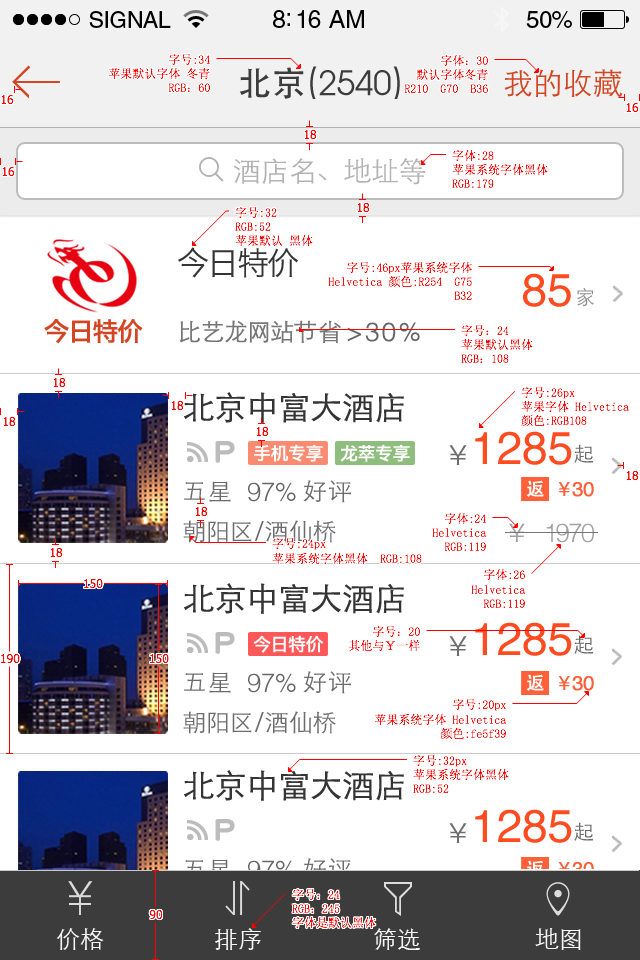 SIGNAL 8:16 AM 50%
字号:34
苹果默认字体 冬青
RGB: 60
北京(2540)
字体: 30
默认字体冬青
R210 G70 B36
我的收藏
16
16
18
16
酒店名、地址等
字体:28
苹果系统字体黑体
RGB:179
18
字号:32
RGB:52
苹果默认 黑体
今日特价
今日特价
比艺龙网站节省>30%
字号:46px苹果系统字体
Helvetica 颜色:R254 G75
B32
85家
字号: 24
苹果默认黑体
RGB: 108
18
18
18
北京中富大酒店
18
P 手机专享 龙萃专享
五星 97% 好评
18
朝阳区/酒仙桥
字号:24px
苹果系统字体黑体 RGB:108
字号:26px
苹果字体 Helvetica
颜色:RGB108
¥1285起
18
返 ¥30
字体:24
Helvetica
RGB:119
¥ 1970
字体:26
Helvetica
RGB:119
18
150
190
150
北京中富大酒店
P 今日特价
五星 97% 好评
朝阳区/酒仙桥
字号: 20
其他与¥一样
¥1285起
返 ¥30
字号:20px
苹果系统字体 Helvetica
颜色:fe5f39
字号:32px
苹果系统字体黑体
RGB:52
北京中富大酒店
P
¥1285起
五星 97% 好评
返 ¥30
90
字号: 24
RGB: 245
字体是默认黑体
价格 排序 筛选 地图